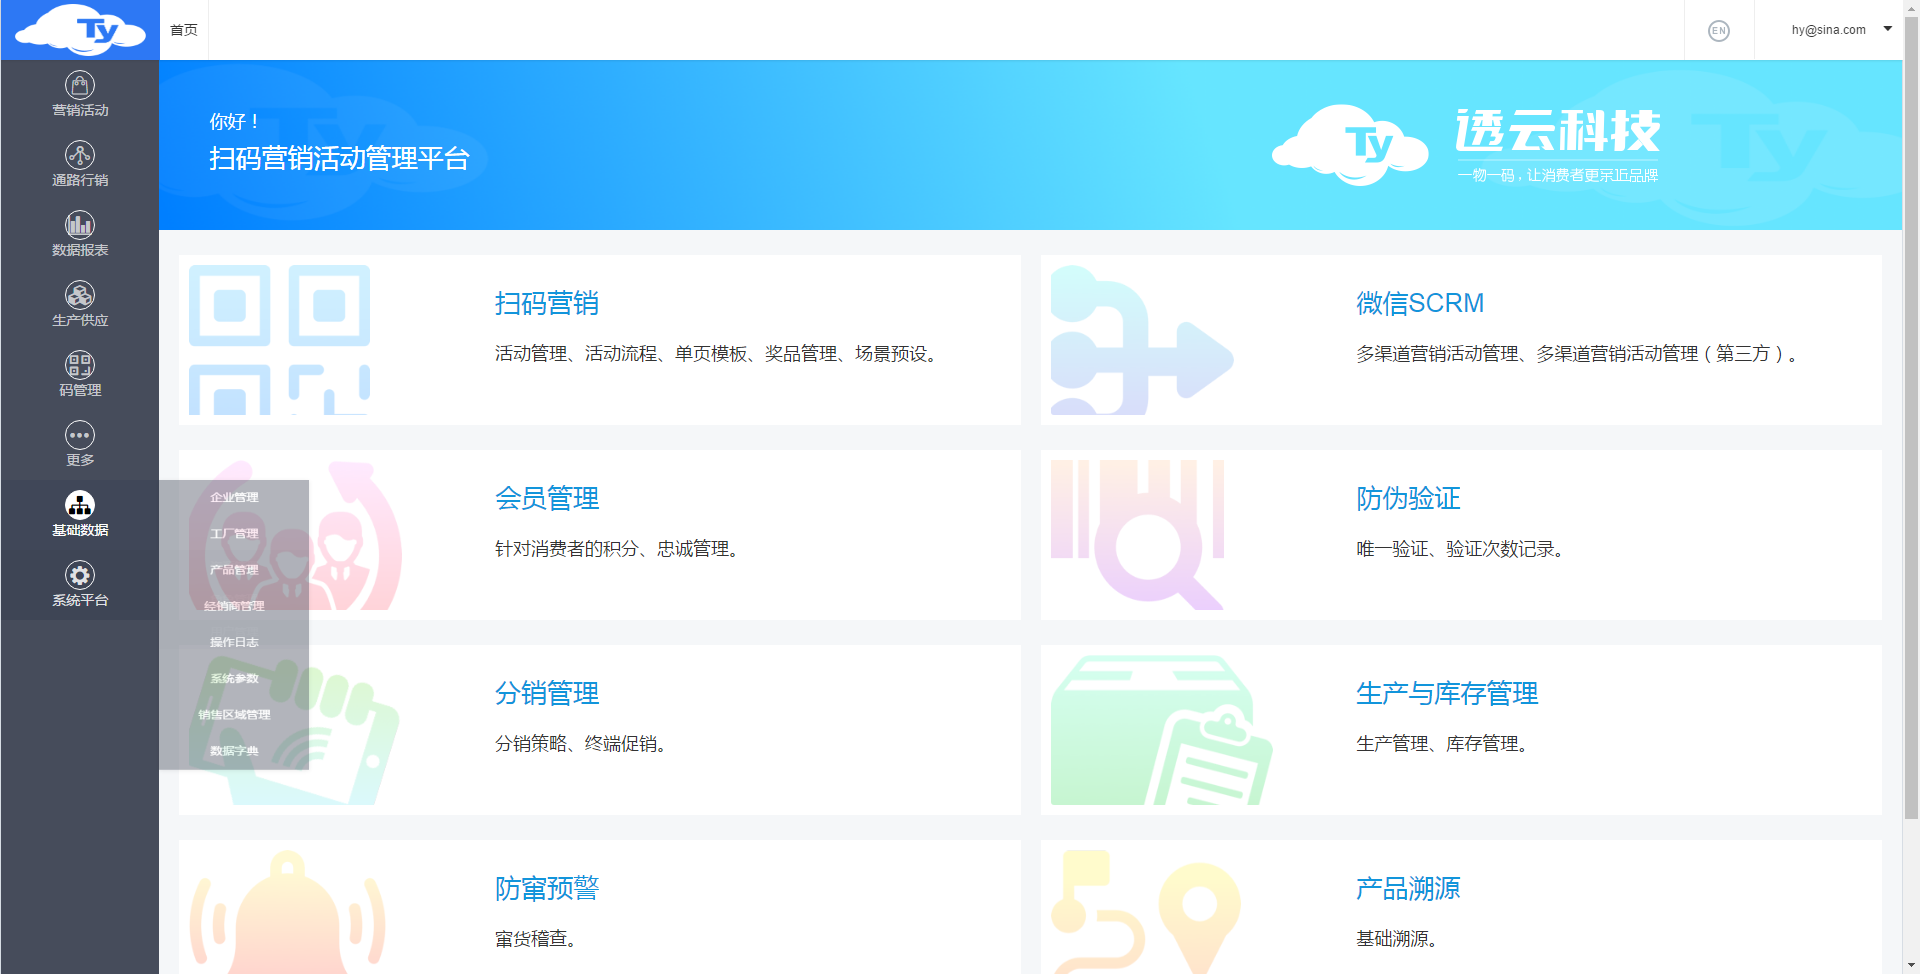 Ty
首页
EN
hy@sina.com
营销活动
通路行销
数据报表
生产供应
码管理
更多
基础数据
系统平台
你好！
扫码营销活动管理平台
Ty
透云科技
一物一码，让消费者更亲近品牌
扫码营销
活动管理、活动流程、单页模板、奖品管理、场景预设。
微信SCRM
多渠道营销活动管理、多渠道营销活动管理（第三方）。
企业管理
工厂管理
产品管理
经销商管理
操作日志
系统参数
销售区域管理
数据字典
会员管理
针对消费者的积分、忠诚管理。
防伪验证
唯一验证、验证次数记录。
分销管理
分销策略、终端促销。
生产与库存管理
生产管理、库存管理。
防窜预警
窜货稽查。
产品溯源
基础溯源。